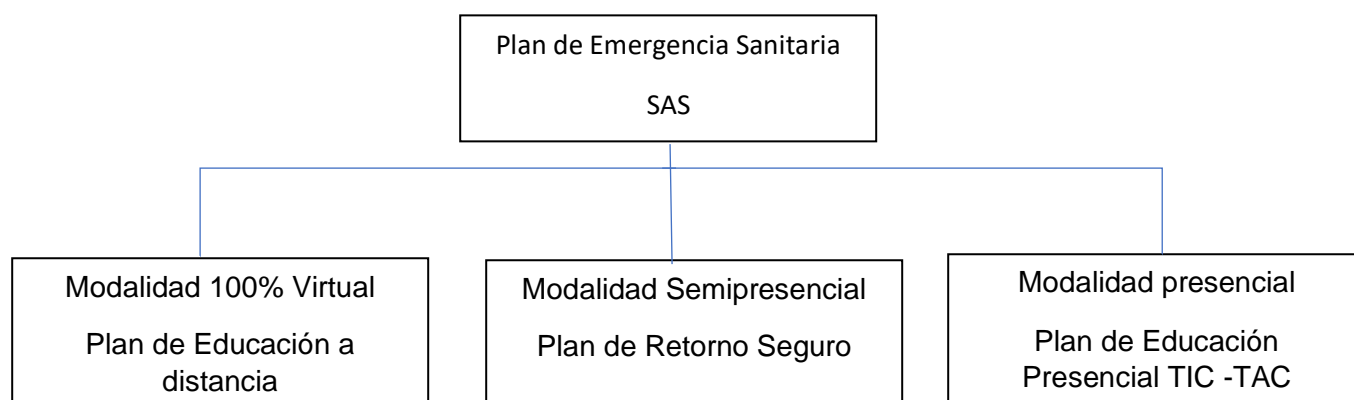 Plan de Emergencia Sanitaria
SAS
Modalidad 100% Virtual
Plan de Educación a
distancia
Modalidad Semipresencial
Plan de Retorno Seguro
Modalidad presencial
Plan de Educación
Presencial TIC -TAC